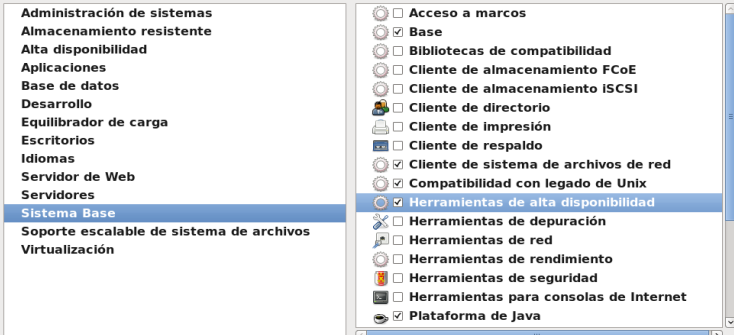 Administración de sistemas
Almacenamiento resistente
Alta disponibilidad
Aplicaciones
Base de datos
Desarrollo
Equilibrador de carga
Escritorios
Idiomas
Servidor de Web
Servidores
Sistema Base
Soporte escalable de sistema de archivos
Virtualización
Acceso a marcos
Base
Bibliotecas de compatibilidad
Cliente de almacenamiento FCoE
Cliente de almacenamiento iSCSI
Cliente de directorio
Cliente de impresión
Cliente de respaldo
Cliente de sistema de archivos de red
Compatibilidad con legado de Unix
Herramientas de alta disponibilidad
Herramientas de depuración
Herramientas de red
Herramientas de rendimiento
Herramientas de seguridad
Herramientas para consolas de Internet
Plataforma de Java